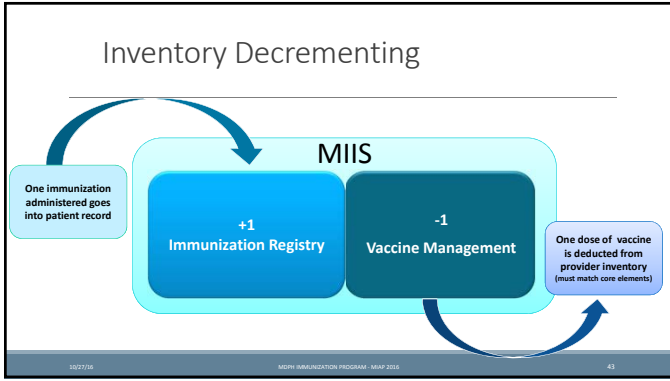 Inventory Decrementing
MIIS
One immunization
administered goes
into patient record
+1
Immunization Registry
-1
Vaccine Management
One dose of vaccine
is deducted from
provider inventory
(must match core elements)
10/27/16
MDPH IMMUNIZATION PROGRAM - MIAP 2016
43